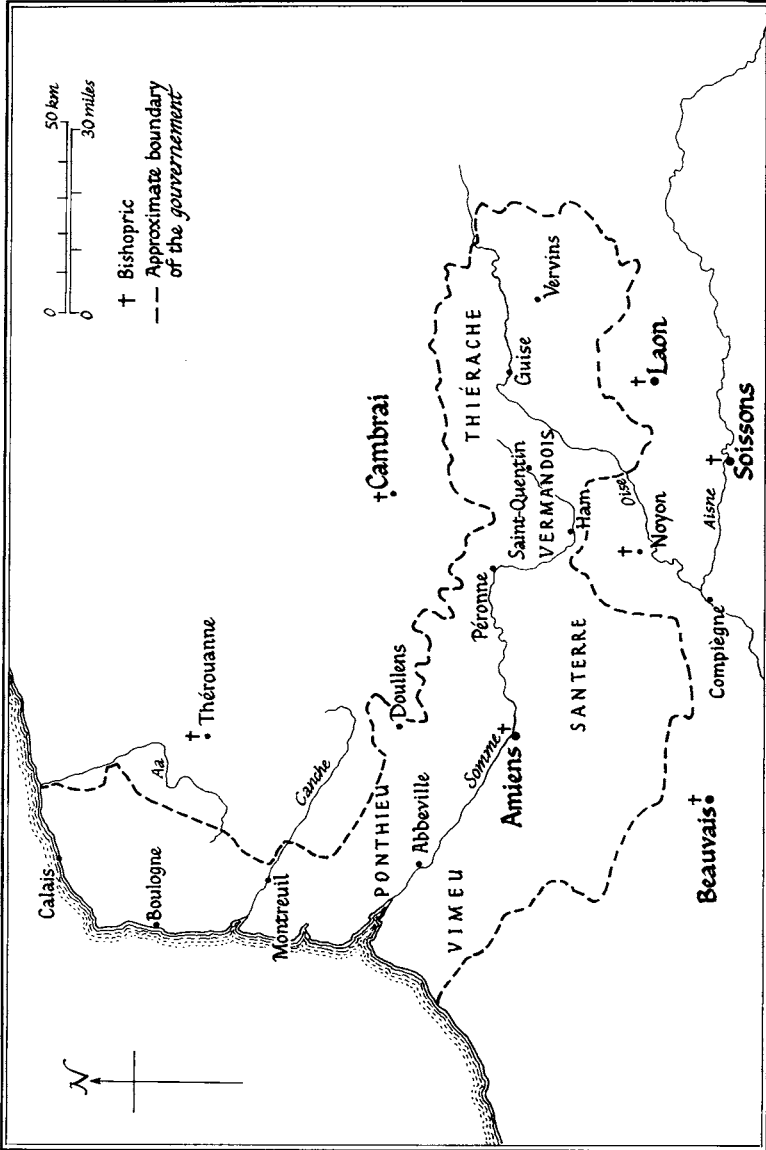 N
0 50 km
0 30 miles
† Bishopric
Approximate boundary
of the gouvernement
Calais
Boulogne
Aa
Thérouanne
Montreuil
Canche
PONTHIEU
Doullens
Cambrai
Abbeville
VIMEU
Somme
Amiens
Péronne
SANTERRE
Saint-Quentin
VERMANDOIS
Ham
THIÉRACHE
Guise
Vervins
Oise
Noyon
Laon
Beauvais
Compiègne
Aisne
Soissons